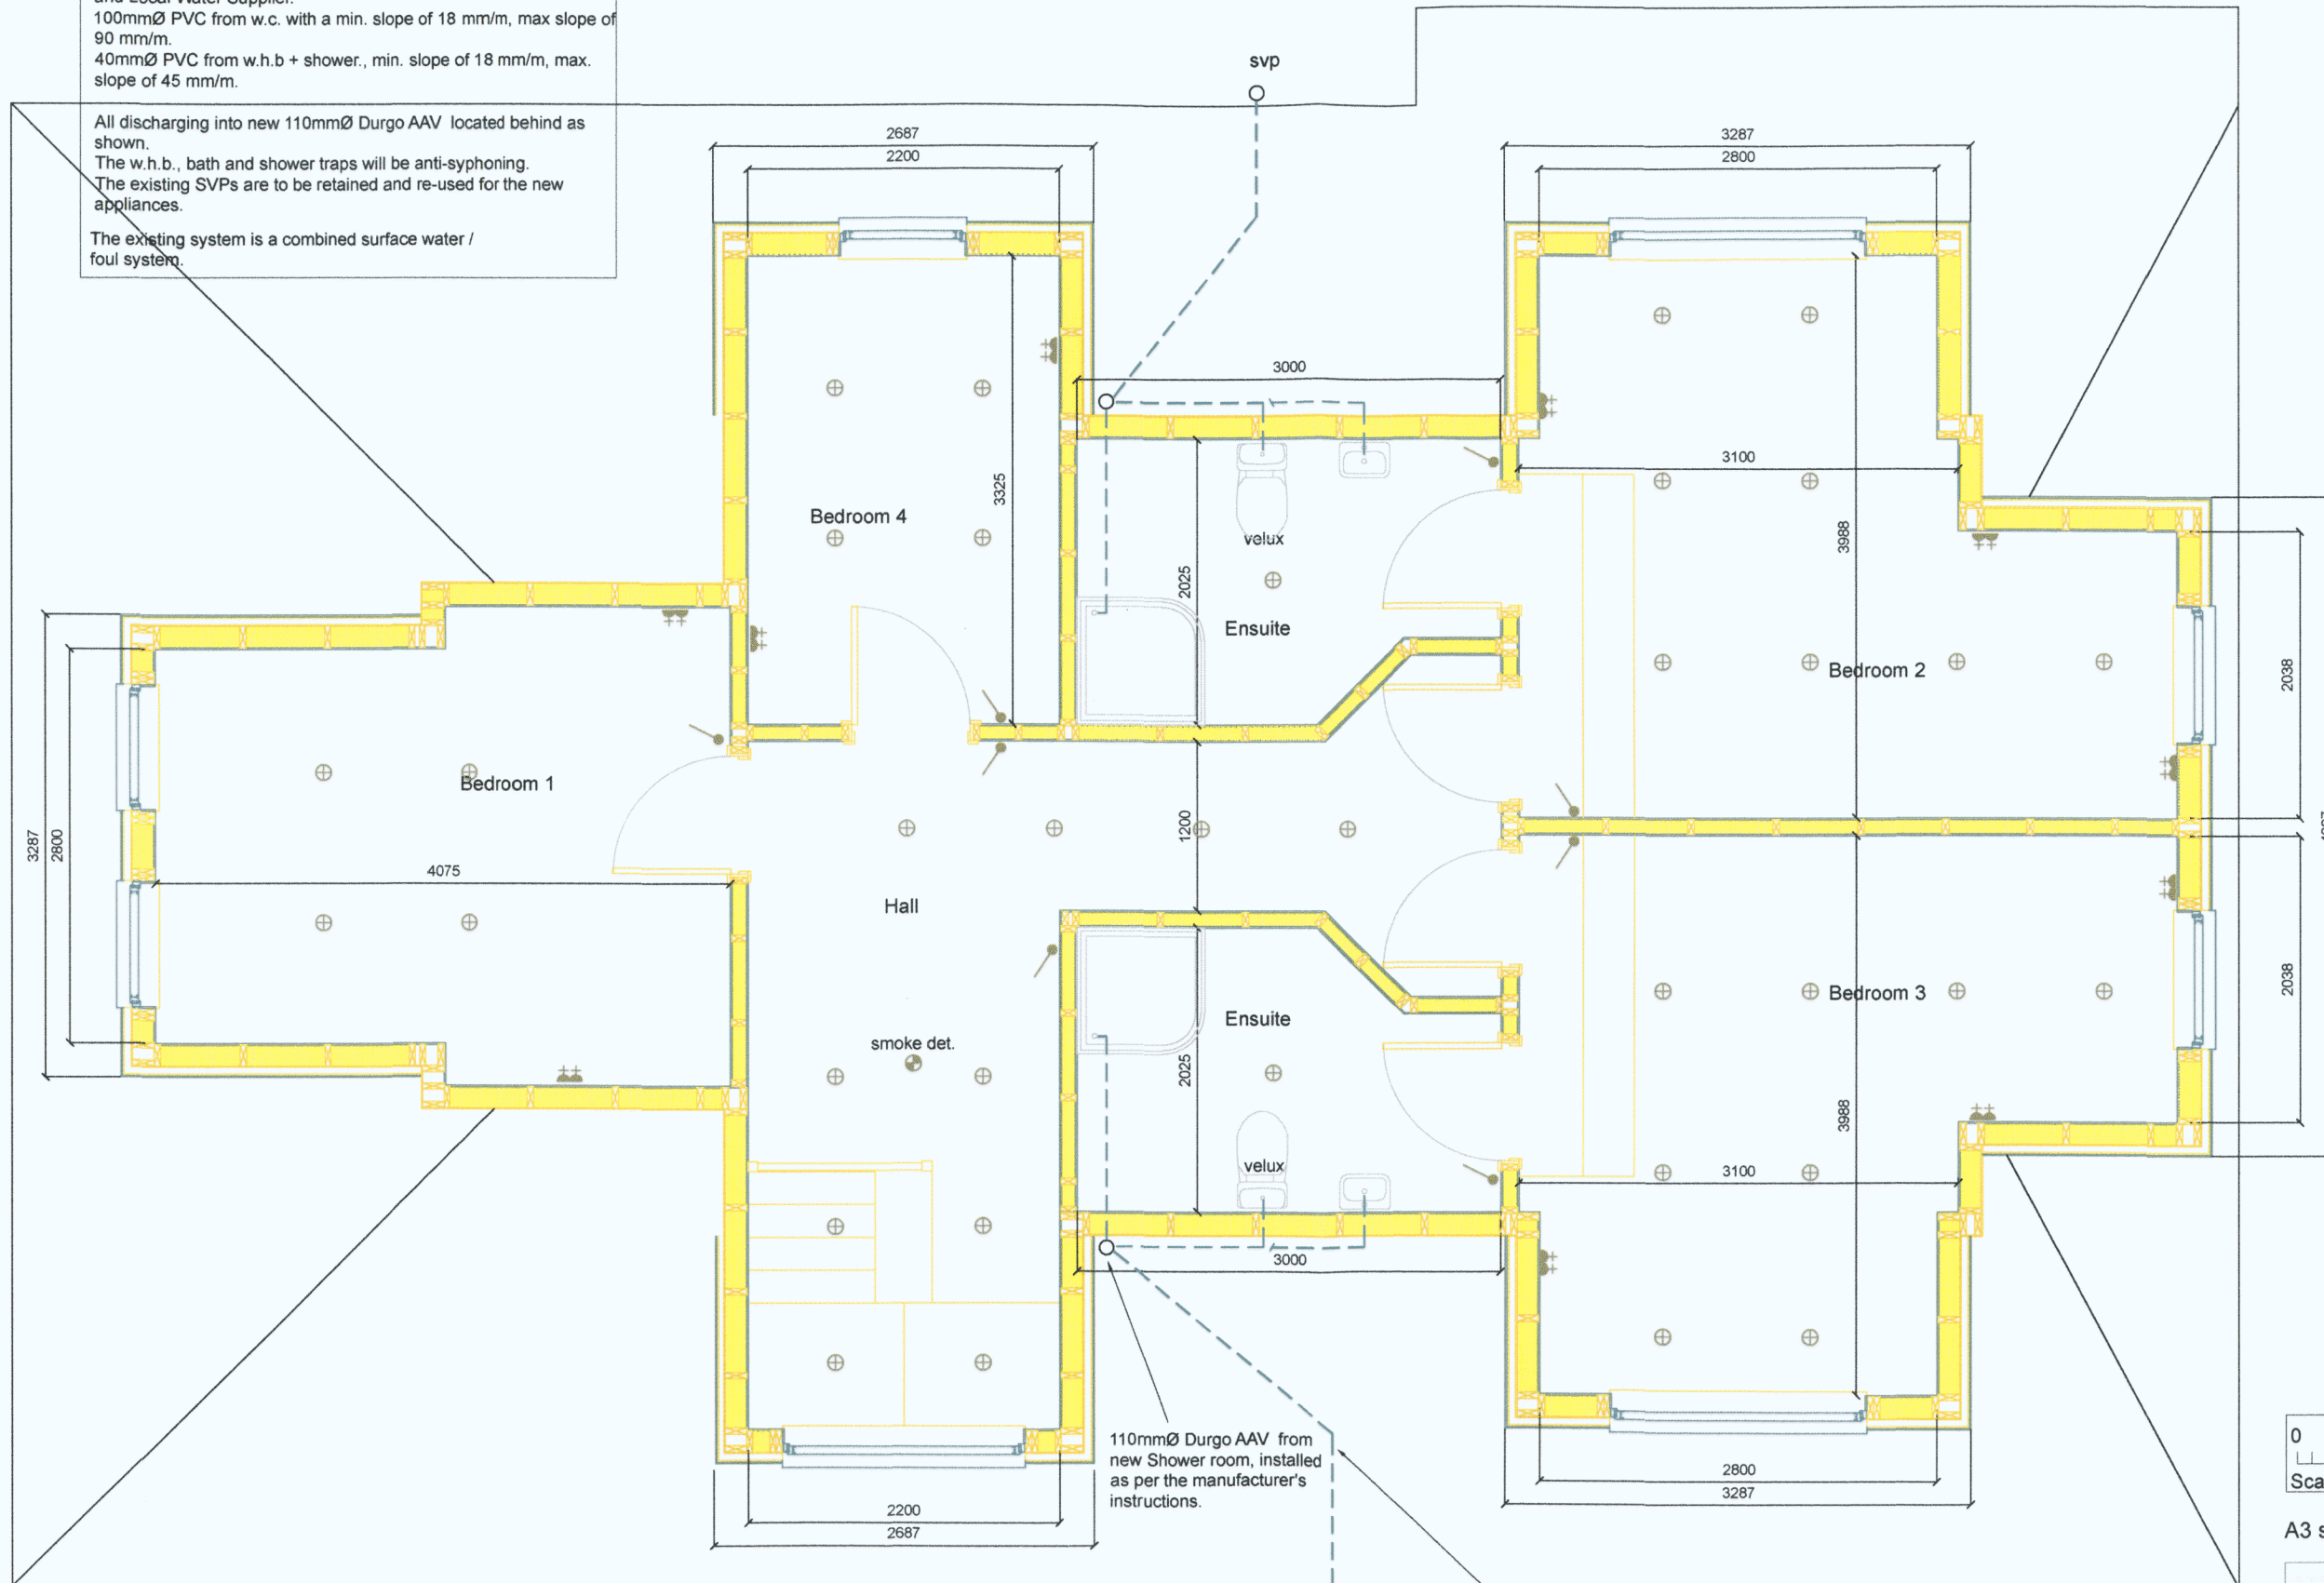 100mmØ PVC from w.c. with a min. slope of 18 mm/m, max slope of
90 mm/m.
40mmØ PVC from w.h.b + shower., min. slope of 18 mm/m, max.
slope of 45 mm/m.
All discharging into new 110mmØ Durgo AAV located behind as
shown.
The w.h.b., bath and shower traps will be anti-syphoning.
The existing SVPs are to be retained and re-used for the new
appliances.
The existing system is a combined surface water /
foul system.
svp
2687
2200
3287
2800
3000
3325
Bedroom 4
3100
3988
velux
2025
Ensuite
Bedroom 2
2038
Bedroom 1
3287
2800
4075
1200
Hall
Bedroom 3
2038
Ensuite
smoke det.
2025
3988
velux
3100
3000
110mmØ Durgo AAV from
new Shower room, installed
as per the manufacturer's
instructions.
2200
2687
2800
3287
0
A3